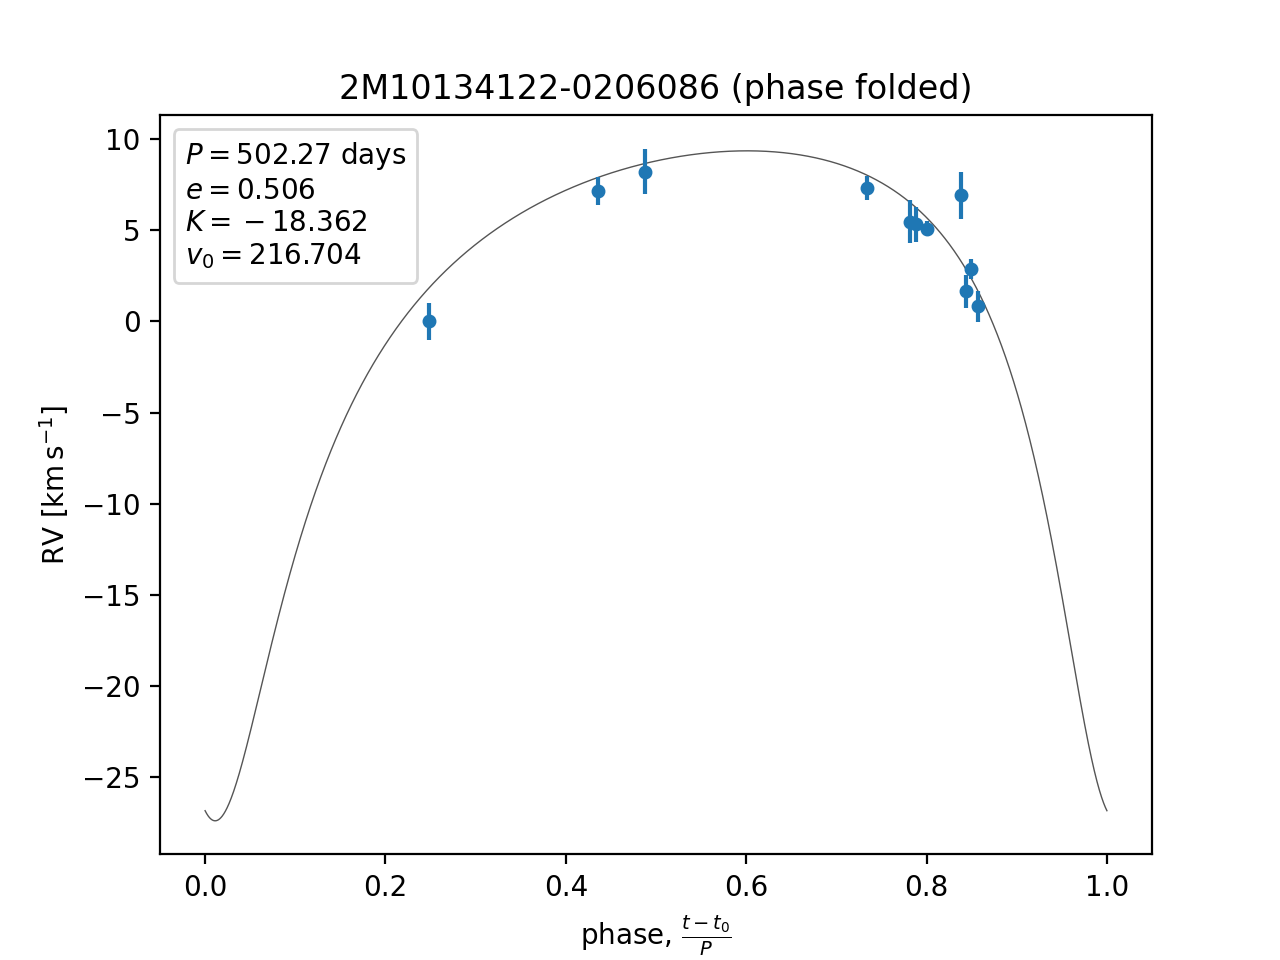 2M10134122-0206086 (phase folded)
P = 502.27 days
e = 0.506
K = −18.362
v₀ = 216.704
10
5
0
−5
−10
−15
−20
−25
RV [km s⁻¹]
0.0 0.2 0.4 0.6 0.8 1.0
phase, (t − t₀)/P